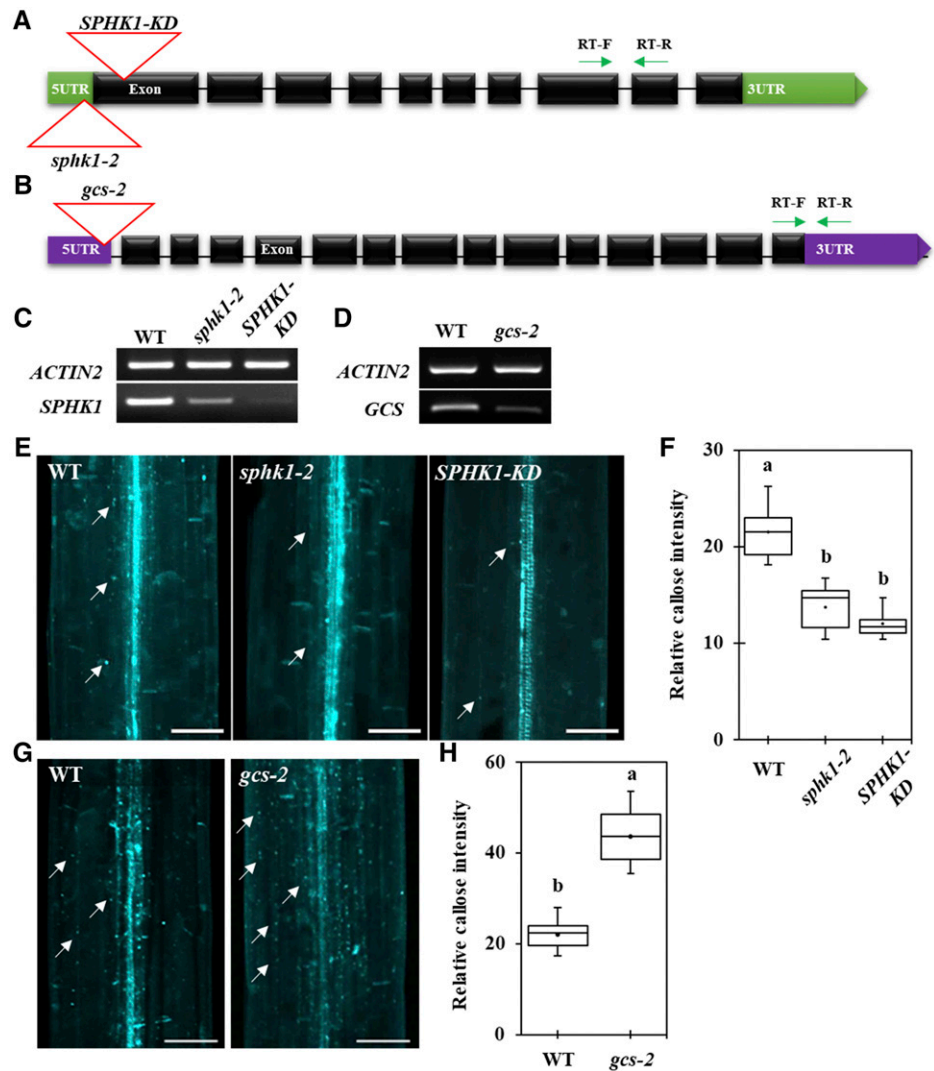 A
SPHK1-KD
RT-F
RT-R
5UTR
Exon
3UTR
sphk1-2
B
gcs-2
RT-F
RT-R
5UTR
Exon
3UTR
C
WT
sphk1-2
SPHK1-
KD
ACTIN2
SPHK1
D
WT
gcs-2
ACTIN2
GCS
E
WT
sphk1-2
SPHK1-KD
F
Relative callose intensity
30
20
10
0
a
b
b
WT
sphk1-2
SPHK1-
KD
G
WT
gcs-2
H
Relative callose intensity
60
40
20
0
b
a
WT
gcs-2